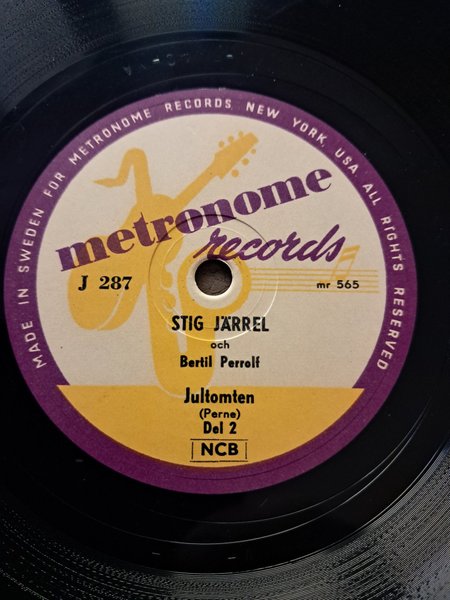 MADE IN SWEDEN FOR METRONOME RECORDS NEW YORK, USA ALL RIGHTS RESERVED
metronome
records
J 287
mr 565
STIG JÄRREL
och
Bertil Perrolf
Jultomten
(Perne)
Del 2
NCB